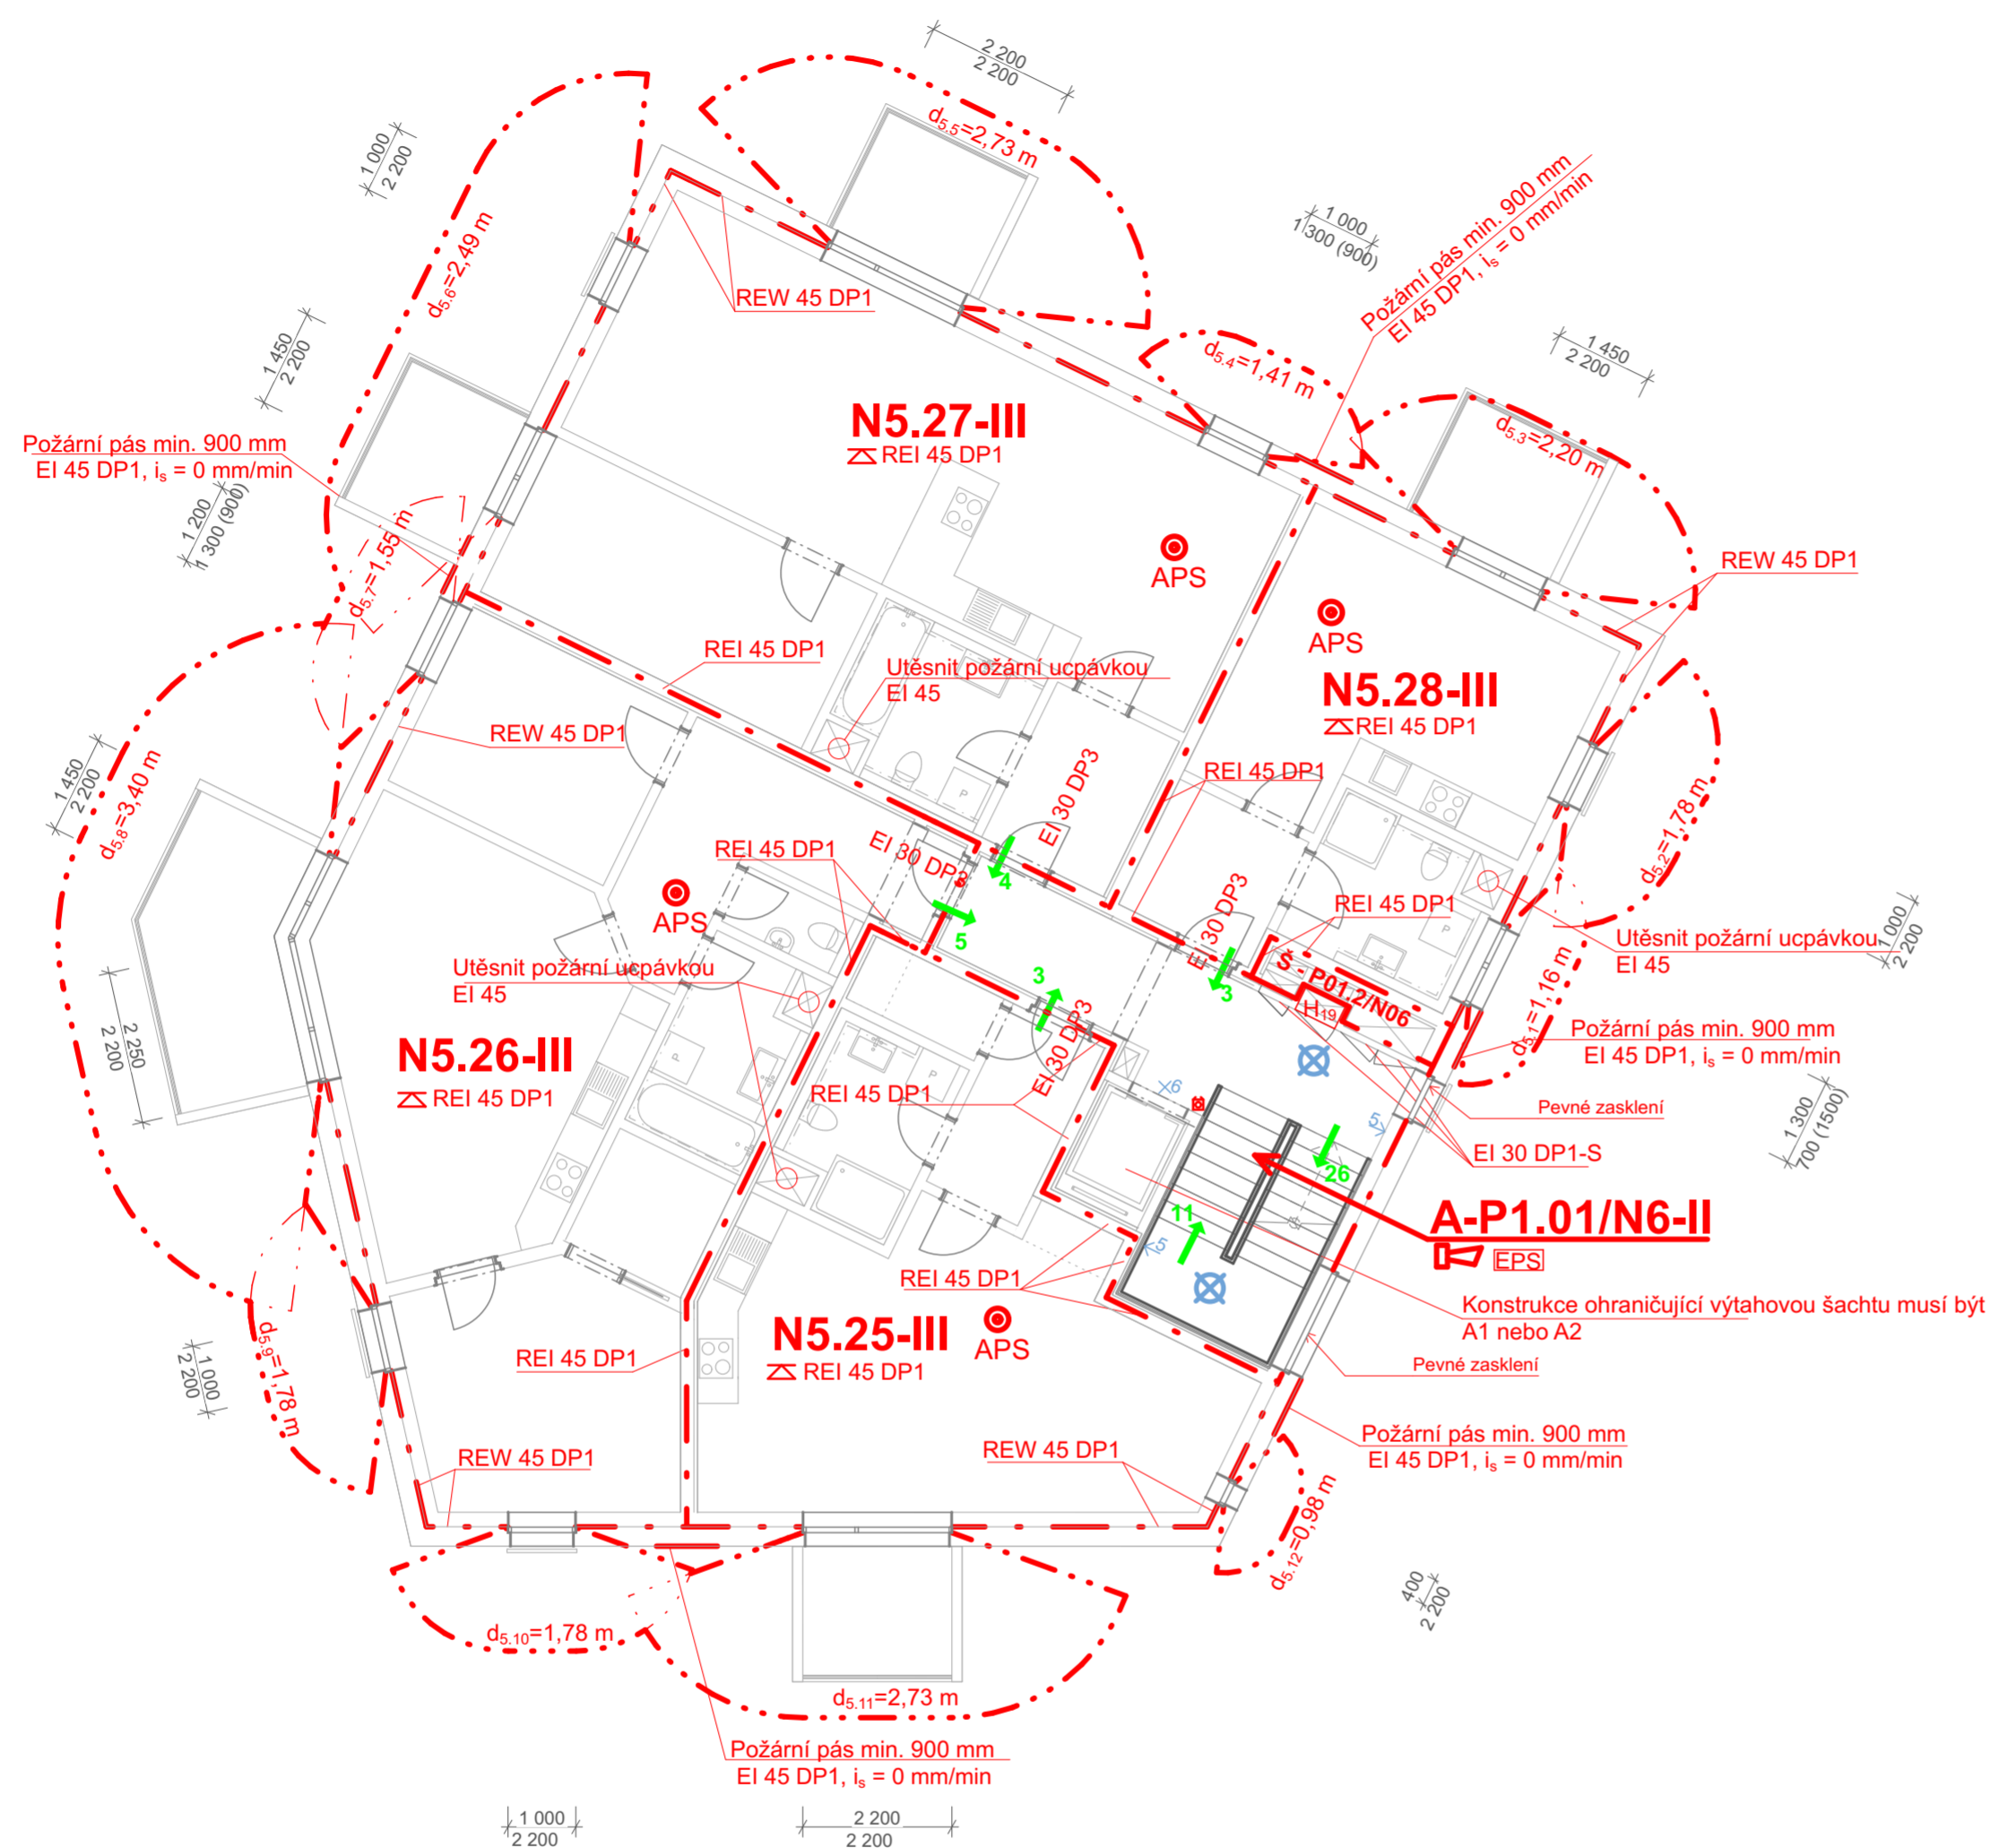 2 200
2 200
d5.5=2,73 m
1 000
2 200
d5.6=2,49 m
REW 45 DP1
1 000
1 300 (900)
Požární pás min. 900 mm
EI 45 DP1, is = 0 mm/min
1 450
2 200
d5.4=1,41 m
1 450
2 200
d5.3=2,20 m
N5.27-III
REI 45 DP1
Požární pás min. 900 mm
EI 45 DP1, is = 0 mm/min
1 200
1 300 (900)
d5.7=1,55 m
APS
REW 45 DP1
APS
REI 45 DP1
Utěsnit požární ucpávkou
EI 45
N5.28-III
REI 45 DP1
REW 45 DP1
1 450
2 200
d5.8=3,40 m
P
EI 30 DP3
REI 45 DP1
d5.2=1,78 m
REI 45 DP1
EI 30 DP3
4
APS
5
EI 30 DP3
REI 45 DP1
P
Utěsnit požární ucpávkou
EI 45
1 000
2 200
Utěsnit požární ucpávkou
EI 45
3
3
Š - P01.2/N06
H19
d5.1=1,16 m
Požární pás min. 900 mm
EI 45 DP1, is = 0 mm/min
2 250
2 200
N5.26-III
REI 45 DP1
P
P
EI 30 DP3
REI 45 DP1
6
5
Pevné zasklení
1 300
700 (1500)
EI 30 DP1-S
26
11
5
A-P1.01/N6-II
EPS
REI 45 DP1
Konstrukce ohraničující výtahovou šachtu musí být
A1 nebo A2
N5.25-III
REI 45 DP1
APS
REI 45 DP1
Pevné zasklení
d5.9=1,78 m
1 000
2 200
Požární pás min. 900 mm
EI 45 DP1, is = 0 mm/min
REW 45 DP1
REW 45 DP1
d5.12=0,98 m
400
2 200
d5.10=1,78 m
d5.11=2,73 m
Požární pás min. 900 mm
EI 45 DP1, is = 0 mm/min
1 000
2 200
2 200
2 200